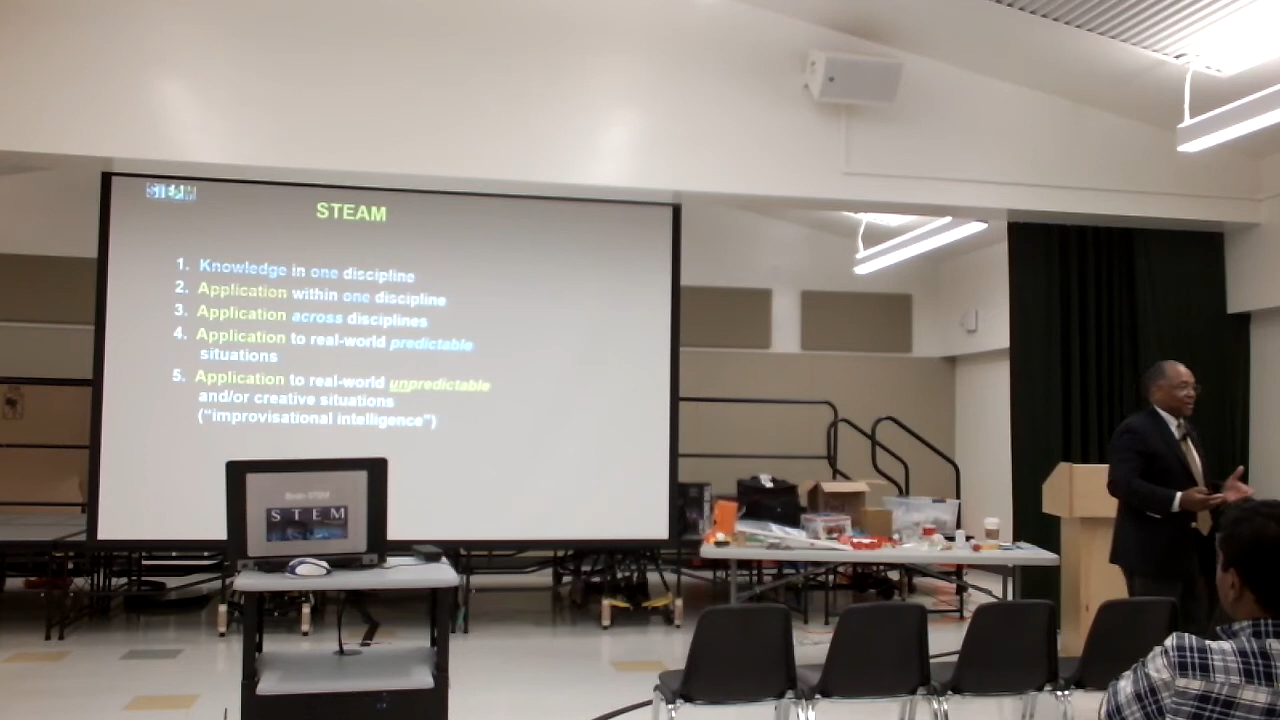 STEAM
STEAM
1. Knowledge in one discipline
2. Application within one discipline
3. Application across disciplines
4. Application to real-world predictable
situations
5. Application to real-world unpredictable
and/or creative situations
("improvisational intelligence")
STEM
S T E M